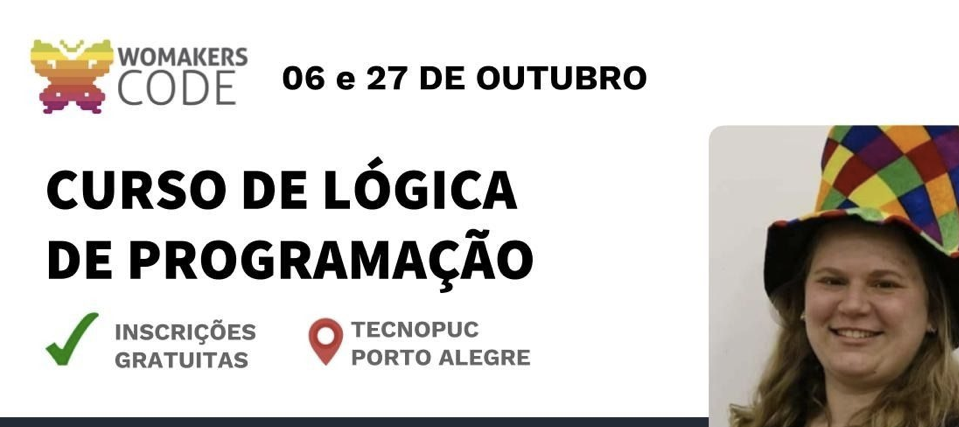 WOMAKERS
CODE
06 e 27 DE OUTUBRO
CURSO DE LÓGICA
DE PROGRAMAÇÃO
INSCRIÇÕES
GRATUITAS
TECNOPUC
PORTO ALEGRE